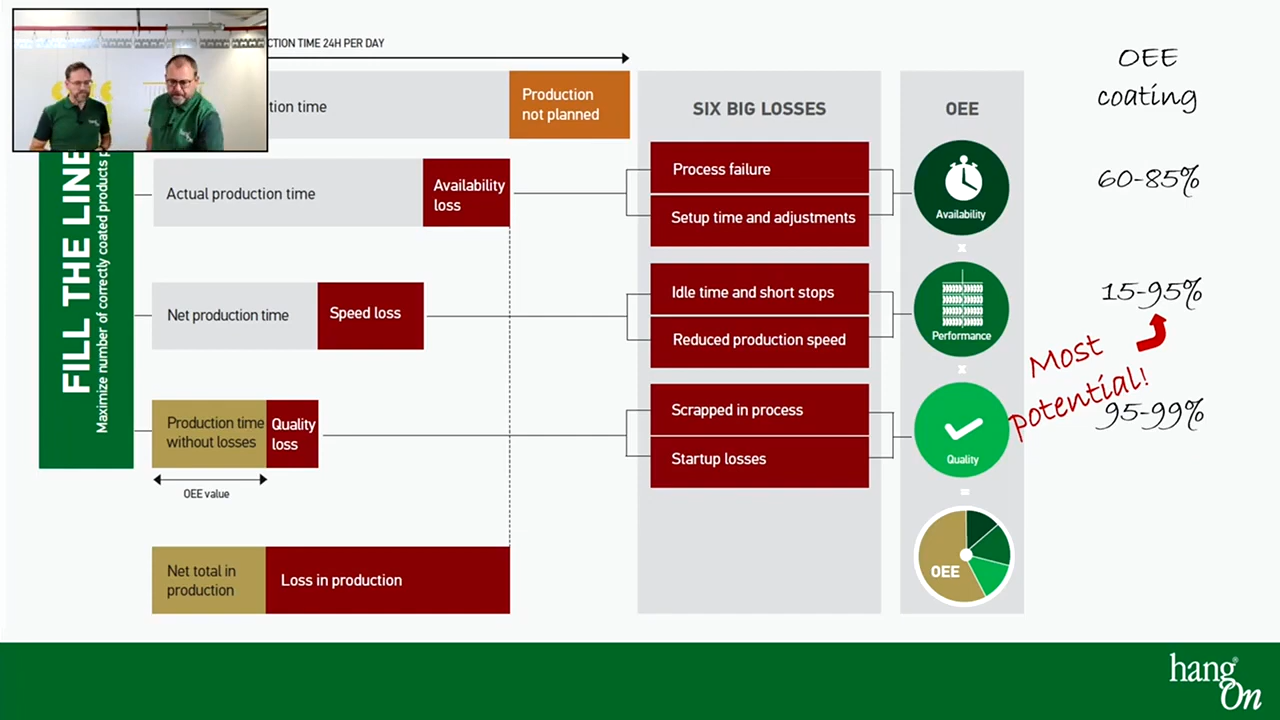 CTION TIME 24H PER DAY
tion time
Production
not planned
SIX BIG LOSSES
OEE
OEE
coating
FILL THE LINE
Maximize number of correctly coated products
Actual production time
Availability
loss
Process failure
Setup time and adjustments
Availability
60-85%
x
Net production time
Speed loss
Idle time and short stops
Reduced production speed
Performance
15-95%
Most
potential!
x
Production time
without losses
Quality
loss
Scrapped in process
Startup losses
Quality
95-99%
OEE value
=
Net total in
production
Loss in production
OEE
hang®
On